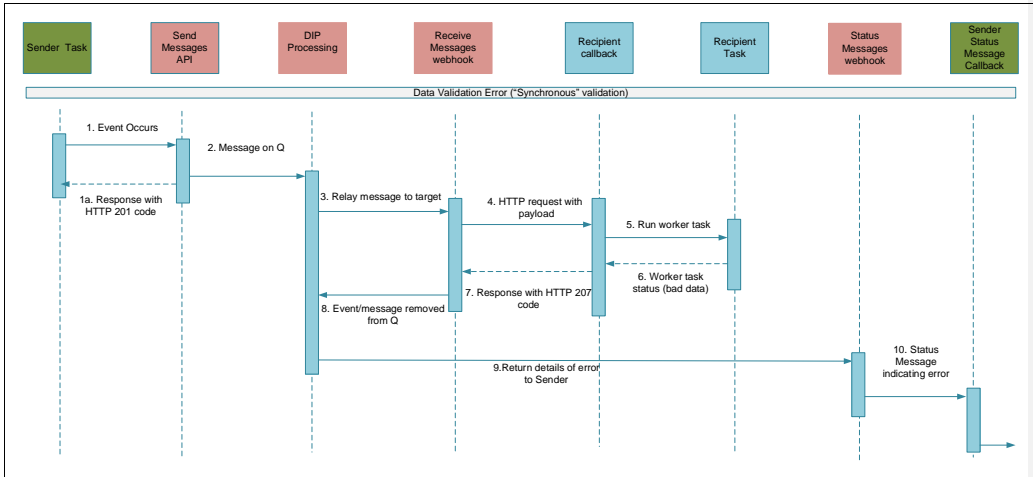 Sender Task
Send
Messages
API
DIP
Processing
Receive
Messages
webhook
Recipient
callback
Recipient
Task
Status
Messages
webhook
Sender
Status
Message
Callback
Data Validation Error ("Synchronous" validation)
1. Event Occurs
2. Message on Q
1a. Response with
HTTP 201 code
3. Relay message to target
4. HTTP request with
payload
5. Run worker task
6. Worker task
status (bad data)
7. Response with HTTP 207
code
8. Event/message removed
from Q
9.Return details of error
to Sender
10. Status
Message
indicating error